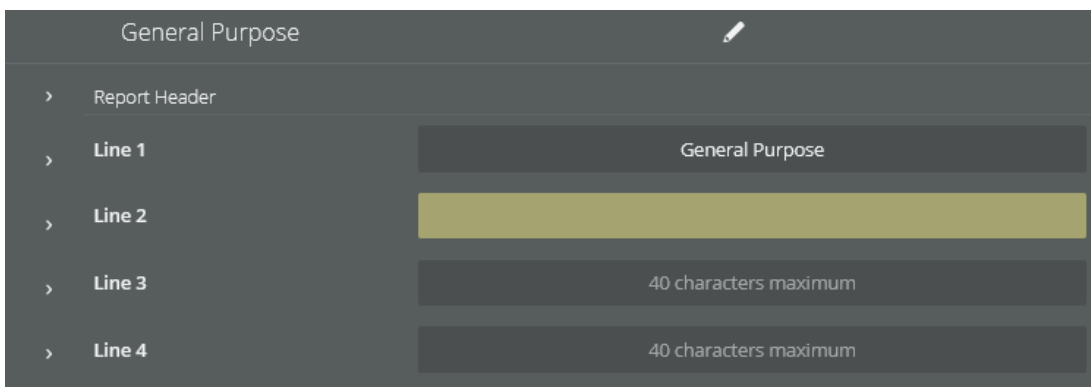 General Purpose
Report Header
Line 1 General Purpose
Line 2
Line 3 40 characters maximum
Line 4 40 characters maximum